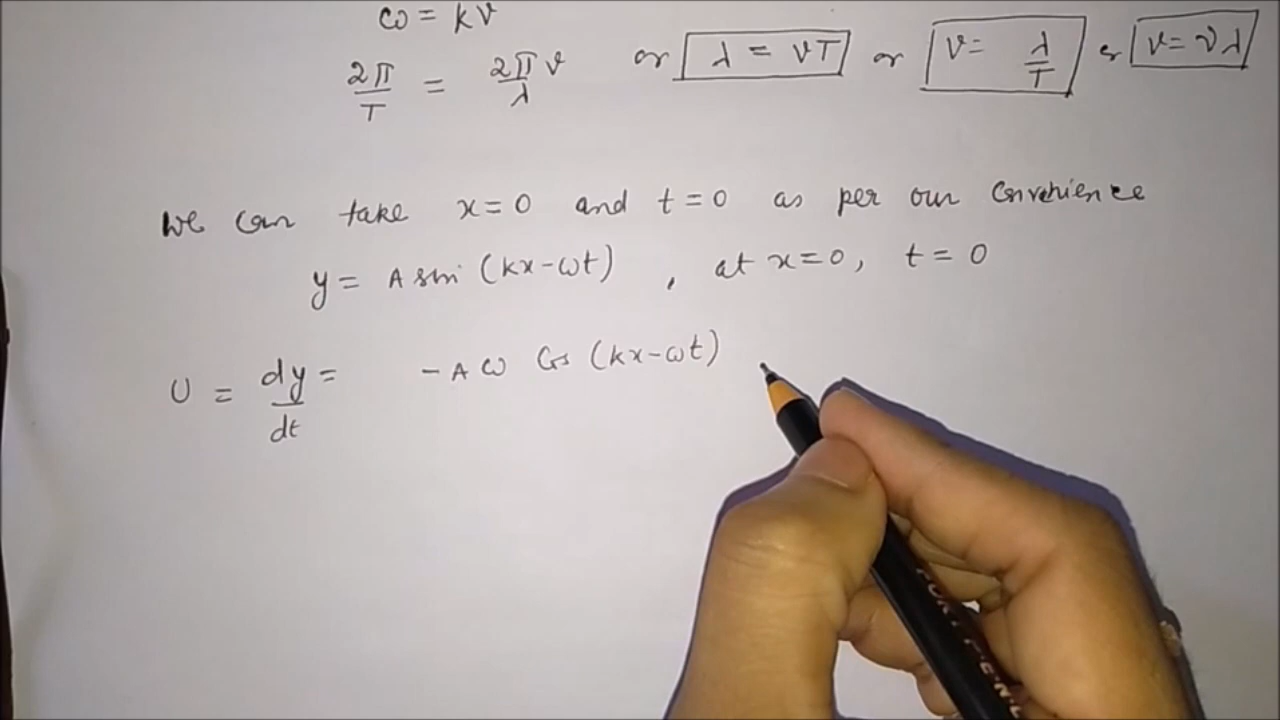 ω = kv
2π/T = 2π/λ v or λ = vT or v = λ/T or v = νλ
We can take x=0 and t=0 as per our Convenience
y = A sin (kx-ωt) , at x=0, t=0
U = dy/dt = -Aω Cos (kx-ωt)